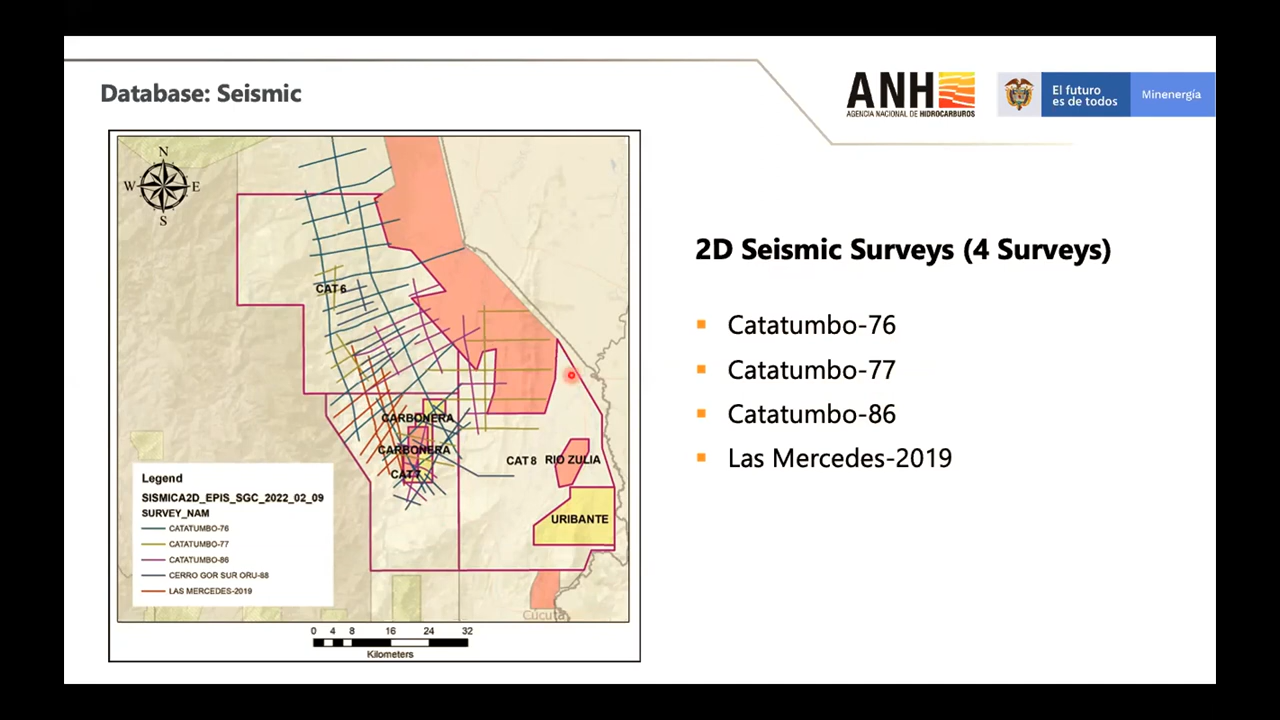 Database: Seismic
ANH
AGENCIA NACIONAL DE HIDROCARBUROS
El futuro
es de todos
Minenergía
N
W
E
S
CAT 6
CARBONERA
CARBONERA
CAT 7
CAT 8
RIO ZULIA
URIBANTE
Cúcuta
Legend
SISMICA2D_EPIS_SGC_2022_02_09
SURVEY_NAM
CATATUMBO-76
CATATUMBO-77
CATATUMBO-86
CERRO GOR SUR ORU-88
LAS MERCEDES-2019
0 4 8 16 24 32
Kilometers
2D Seismic Surveys (4 Surveys)
Catatumbo-76
Catatumbo-77
Catatumbo-86
Las Mercedes-2019